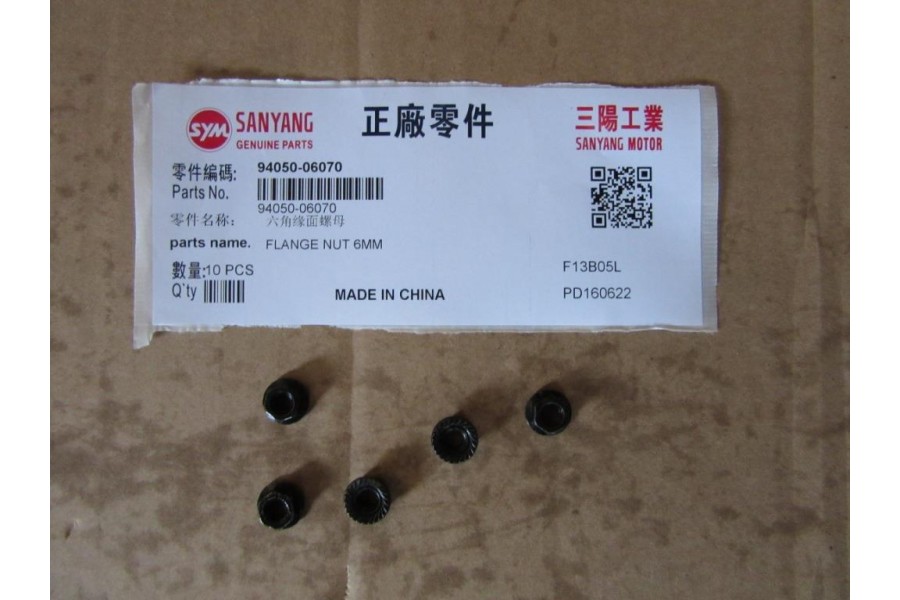 SYM SANYANG
GENUINE PARTS
正廠零件
三陽工業
SANYANG MOTOR
零件編碼: 94050-06070
Parts No.
94050-06070
零件名称: 六角缘面螺母
parts name. FLANGE NUT 6MM
數量:10 PCS
Q`ty
MADE IN CHINA
F13B05L
PD160622